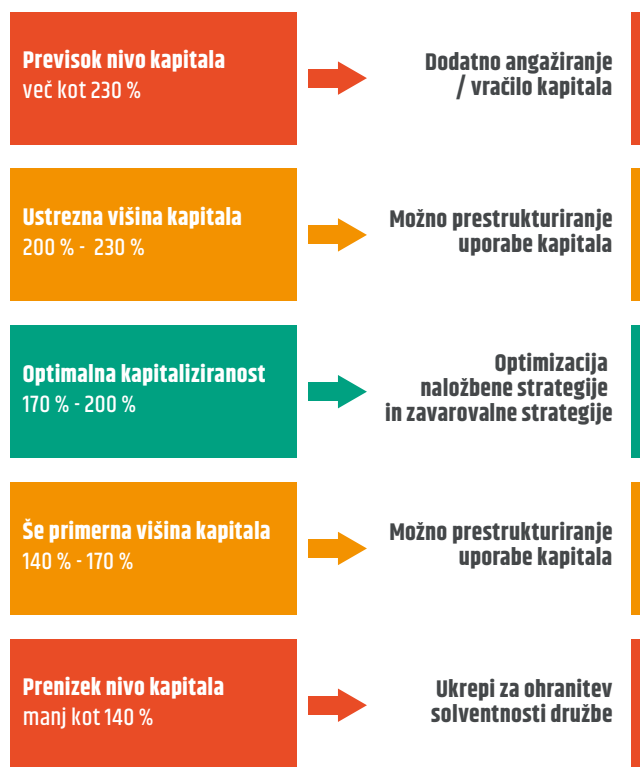 Previsok nivo kapitala
več kot 230 %
Dodatno angažiranje
/ vračilo kapitala
Ustrezna višina kapitala
200 % - 230 %
Možno prestrukturiranje
uporabe kapitala
Optimalna kapitaliziranost
170 % - 200 %
Optimizacija
naložbene strategije
in zavarovalne strategije
Še primerna višina kapitala
140 % - 170 %
Možno prestrukturiranje
uporabe kapitala
Prenizek nivo kapitala
manj kot 140 %
Ukrepi za ohranitev
solventnosti družbe